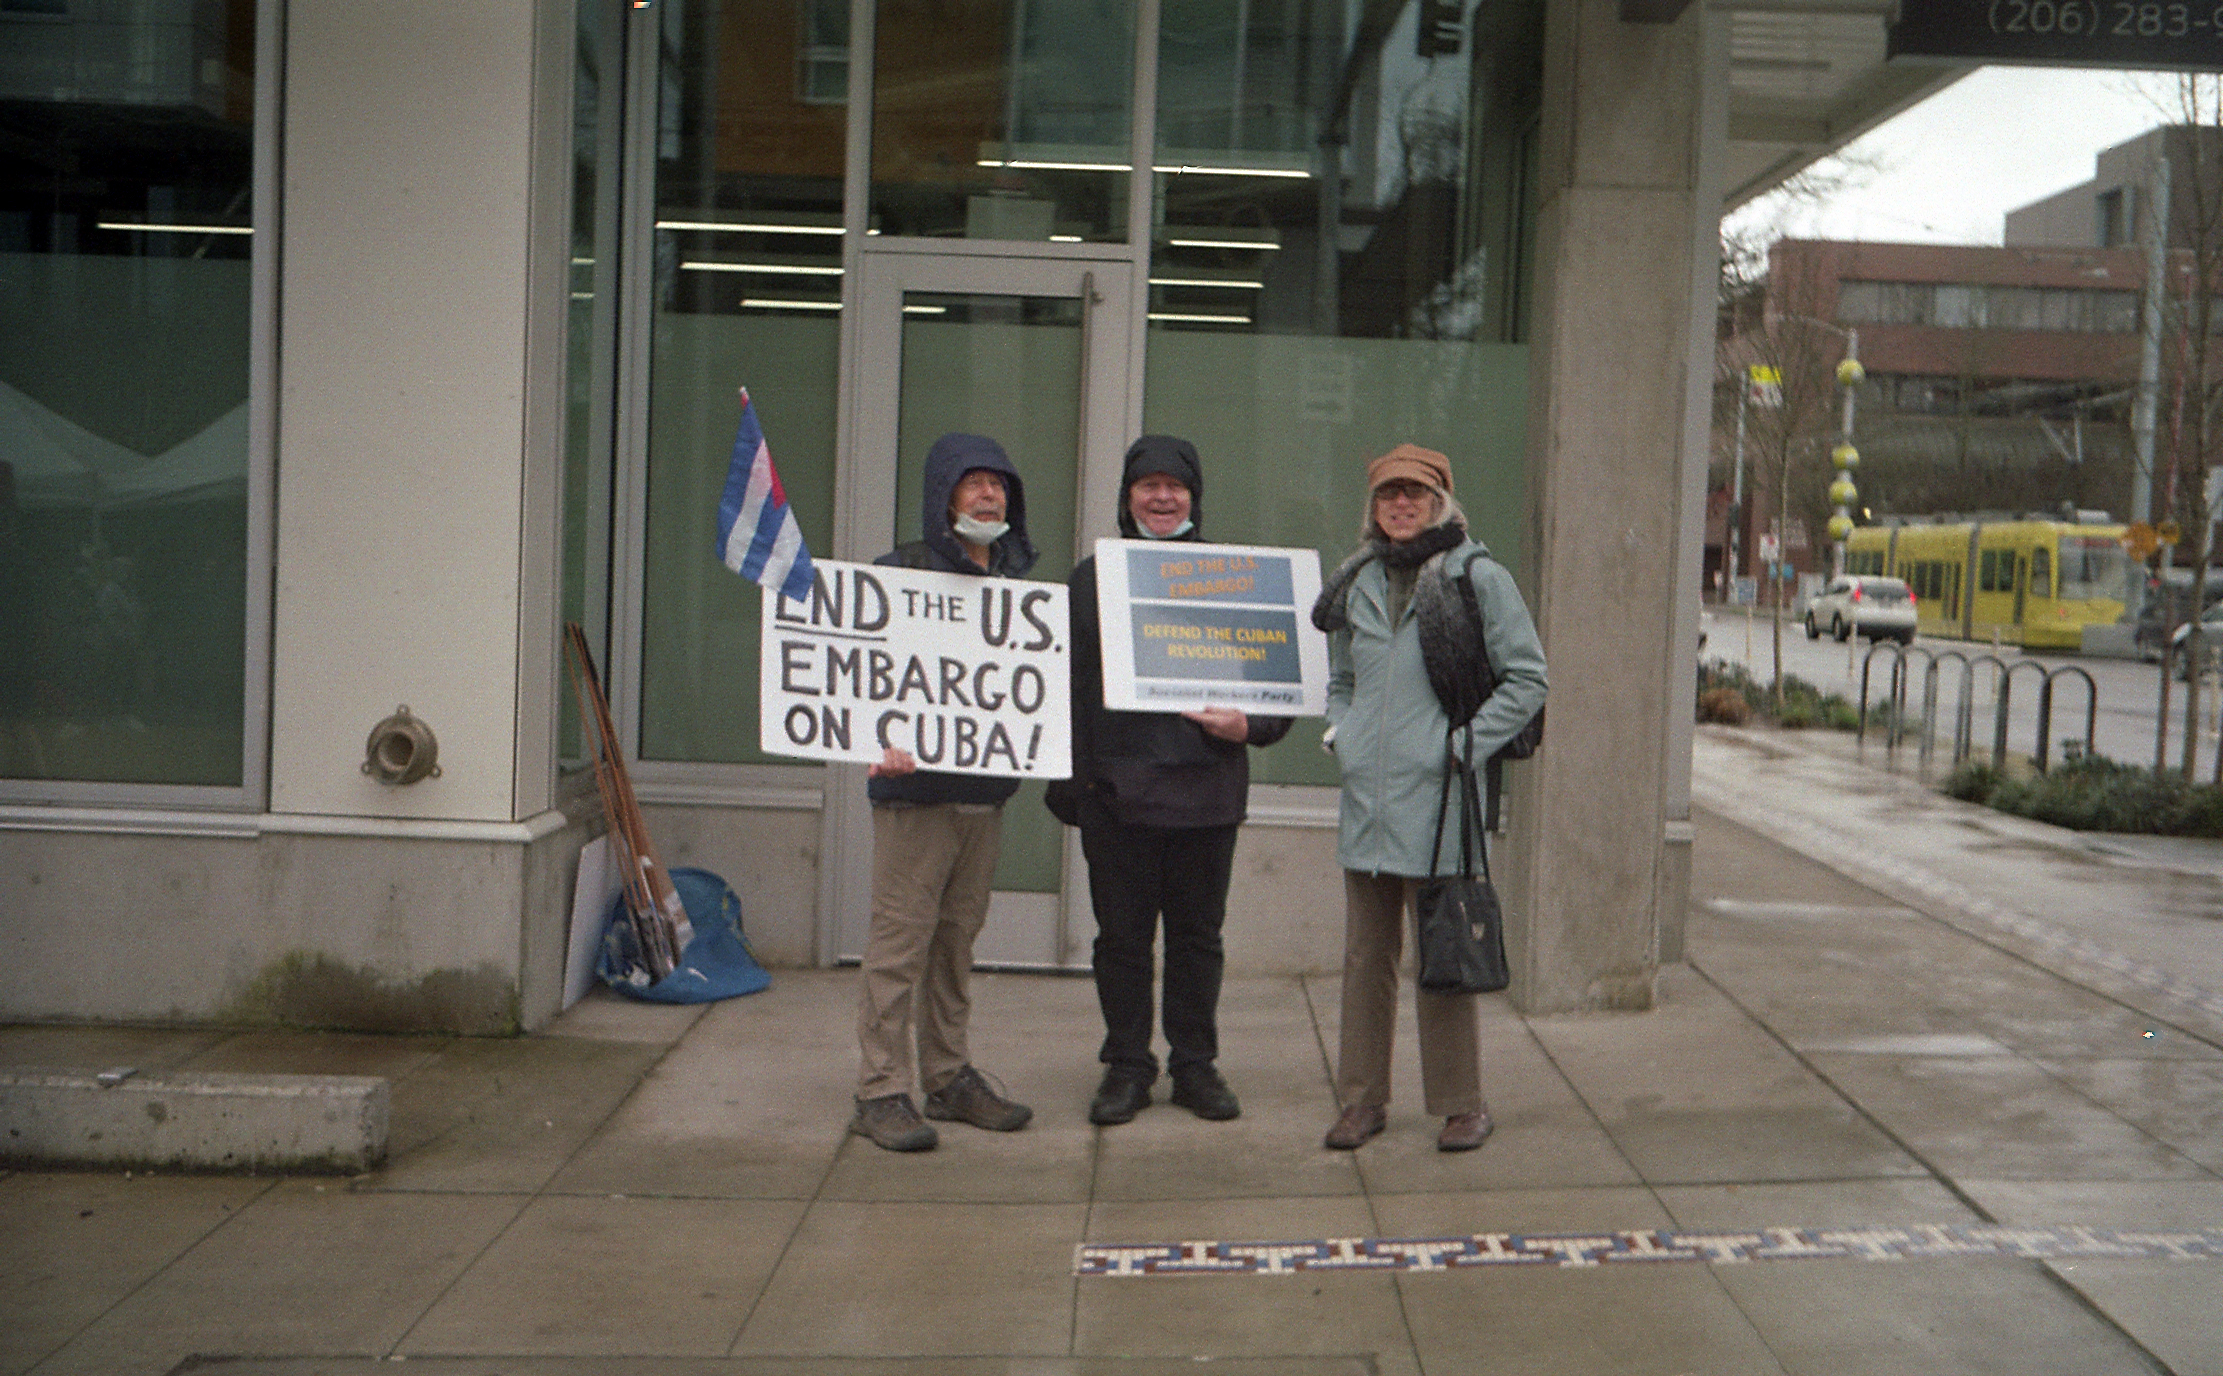 (206) 283-
END THE U.S.
EMBARGO
ON CUBA!
END THE U.S.
EMBARGO!
DEFEND THE CUBAN
REVOLUTION!
Socialist Workers Party